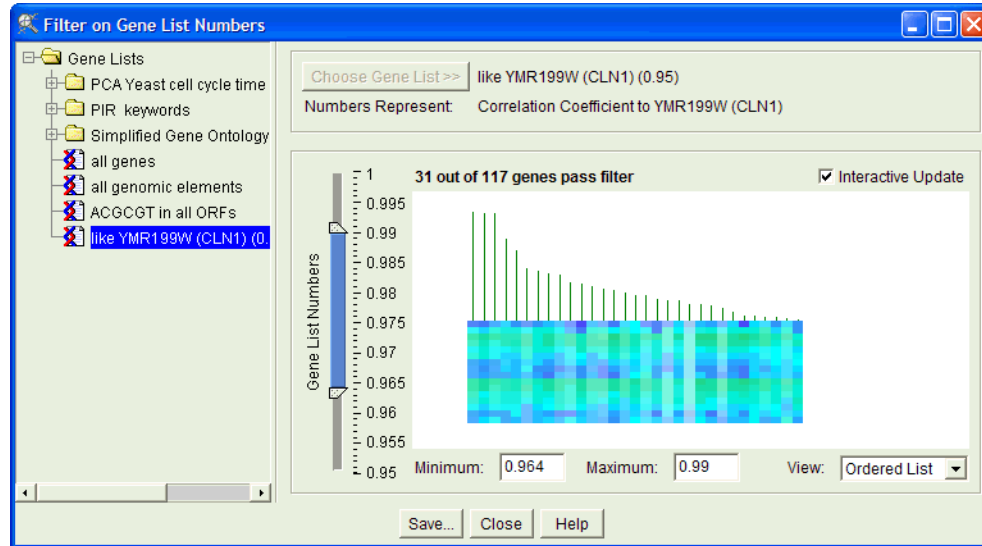 Filter on Gene List Numbers
Gene Lists
PCA Yeast cell cycle time
PIR keywords
Simplified Gene Ontology
all genes
all genomic elements
ACGCGT in all ORFs
like YMR199W (CLN1) (0.
Choose Gene List >> like YMR199W (CLN1) (0.95)
Numbers Represent: Correlation Coefficient to YMR199W (CLN1)
31 out of 117 genes pass filter Interactive Update
Gene List Numbers
1
0.995
0.99
0.985
0.98
0.975
0.97
0.965
0.96
0.955
0.95
Minimum: 0.964 Maximum: 0.99 View: Ordered List
Save... Close Help